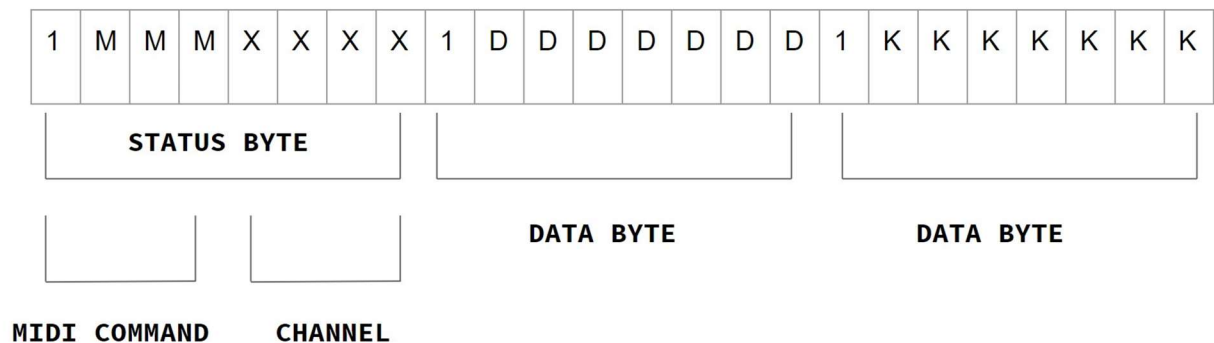 1 M M M X X X X 1 D D D D D D D 1 K K K K K K K
STATUS BYTE
DATA BYTE DATA BYTE
MIDI COMMAND CHANNEL